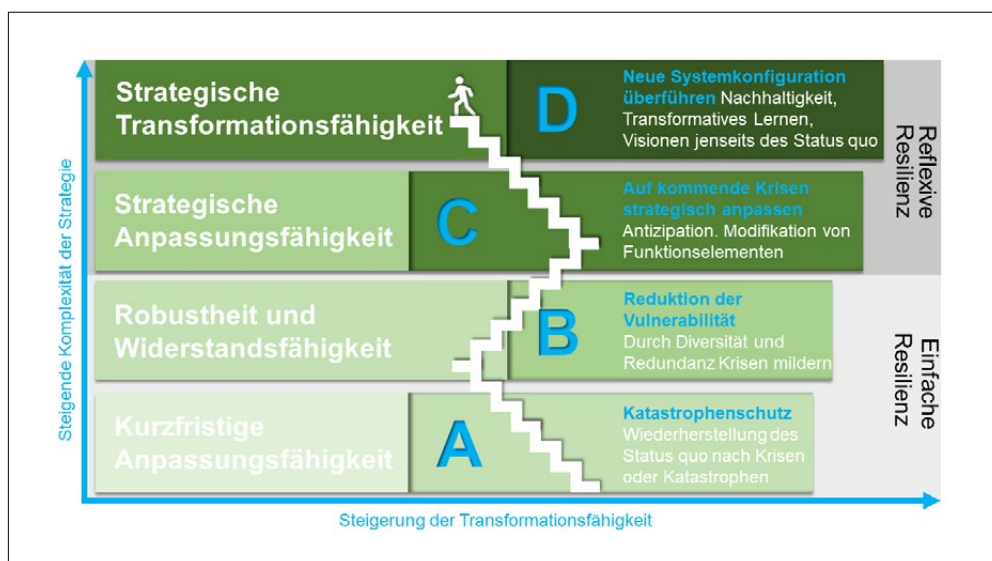 Strategische
Transformationsfähigkeit
D
Neue Systemkonfiguration
überführen Nachhaltigkeit,
Transformatives Lernen,
Visionen jenseits des Status quo
Strategische
Anpassungsfähigkeit
C
Auf kommende Krisen
strategisch anpassen
Antizipation. Modifikation von
Funktionselementen
Reflexive
Resilienz
Robustheit und
Widerstandsfähigkeit
B
Reduktion der
Vulnerabilität
Durch Diversität und
Redundanz Krisen mildern
Kurzfristige
Anpassungsfähigkeit
A
Katastrophenschutz
Wiederherstellung des
Status quo nach Krisen
oder Katastrophen
Einfache
Resilienz
Steigende Komplexität der Strategie
Steigerung der Transformationsfähigkeit